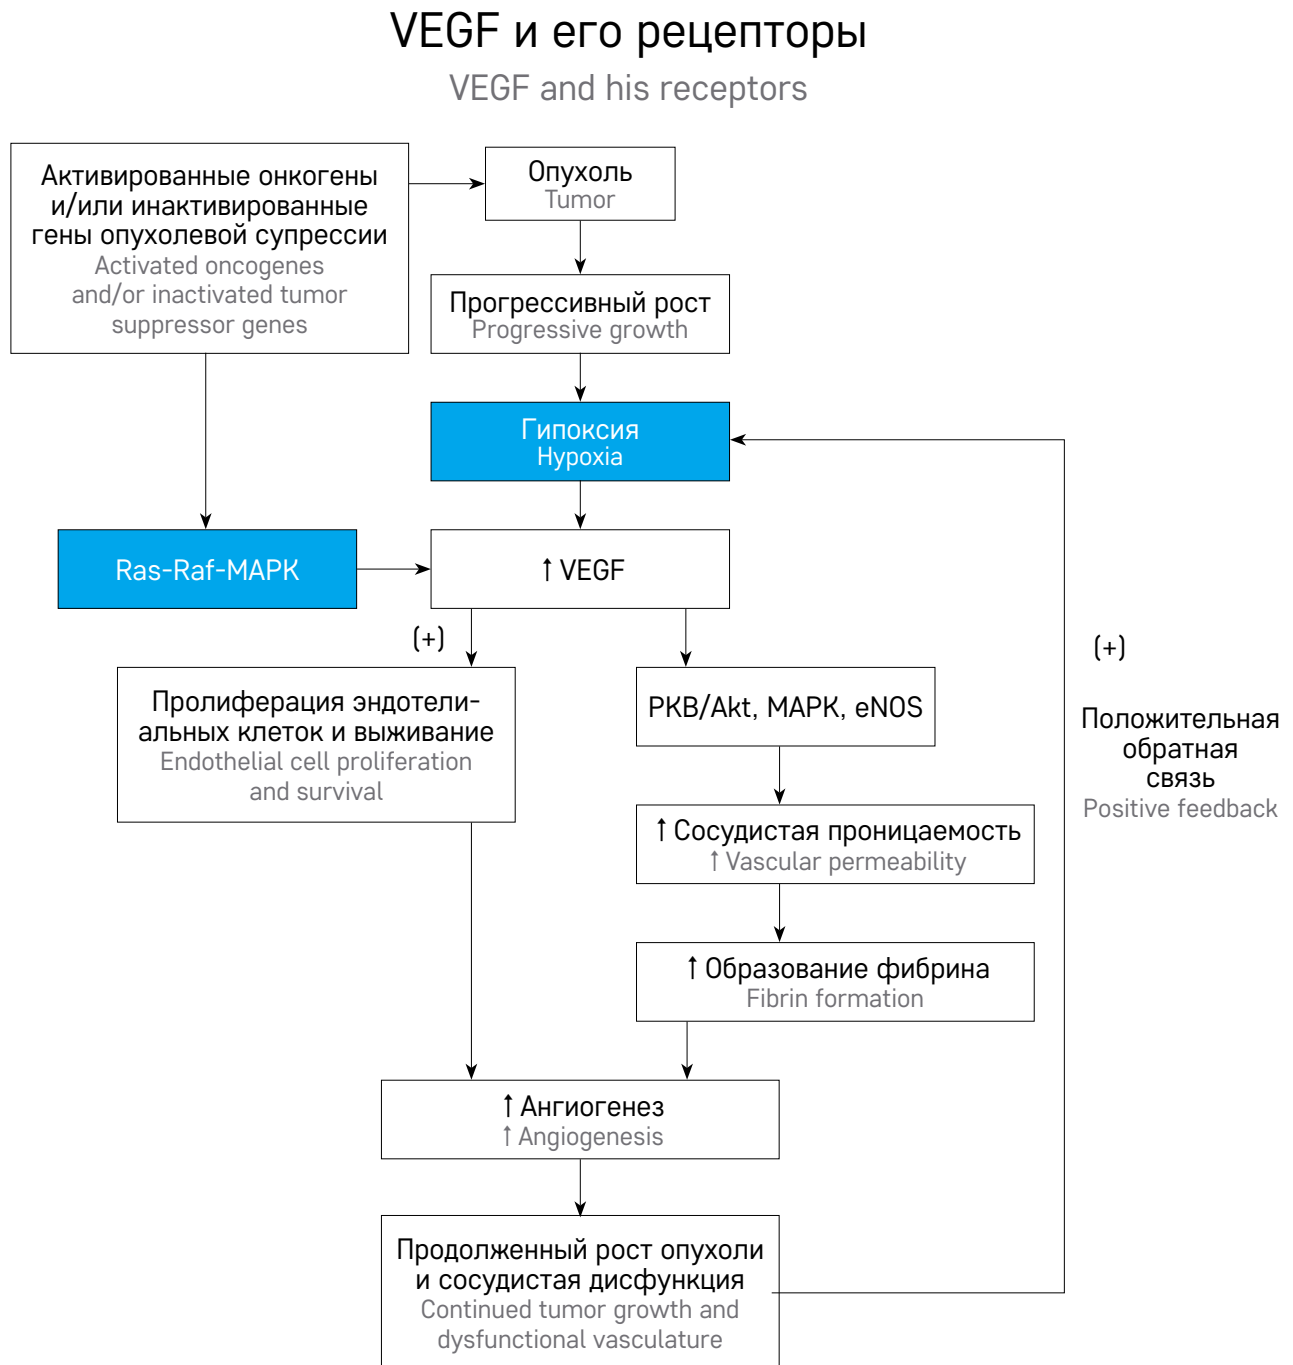 VEGF и его рецепторы
VEGF and his receptors
Активированные онкогены
и/или инактивированные
гены опухолевой супрессии
Activated oncogenes
and/or inactivated tumor
suppressor genes
Опухоль
Tumor
Прогрессивный рост
Progressive growth
Гипоксия
Hypoxia
Ras-Raf-MAPK
↑ VEGF
(+)
(+)
Пролиферация эндотели-
альных клеток и выживание
Endothelial cell proliferation
and survival
PKB/Akt, MAPK, eNOS
Положительная
обратная
связь
Positive feedback
↑ Сосудистая проницаемость
↑ Vascular permeability
↑ Образование фибрина
Fibrin formation
↑ Ангиогенез
↑ Angiogenesis
Продолженный рост опухоли
и сосудистая дисфункция
Continued tumor growth and
dysfunctional vasculature